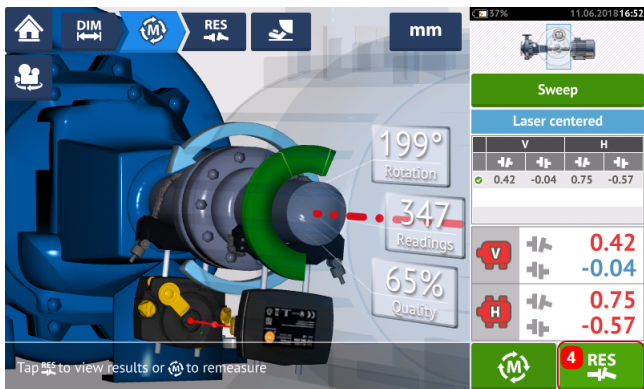 DIM
RES
mm
37%
11.06.2018 16:52
Sweep
Laser centered
V H
0.42 -0.04 0.75 -0.57
199°
Rotation
347
Readings
65%
Quality
V
0.42
-0.04
H
0.75
-0.57
Tap RES to view results or M to remeasure
M
4 RES